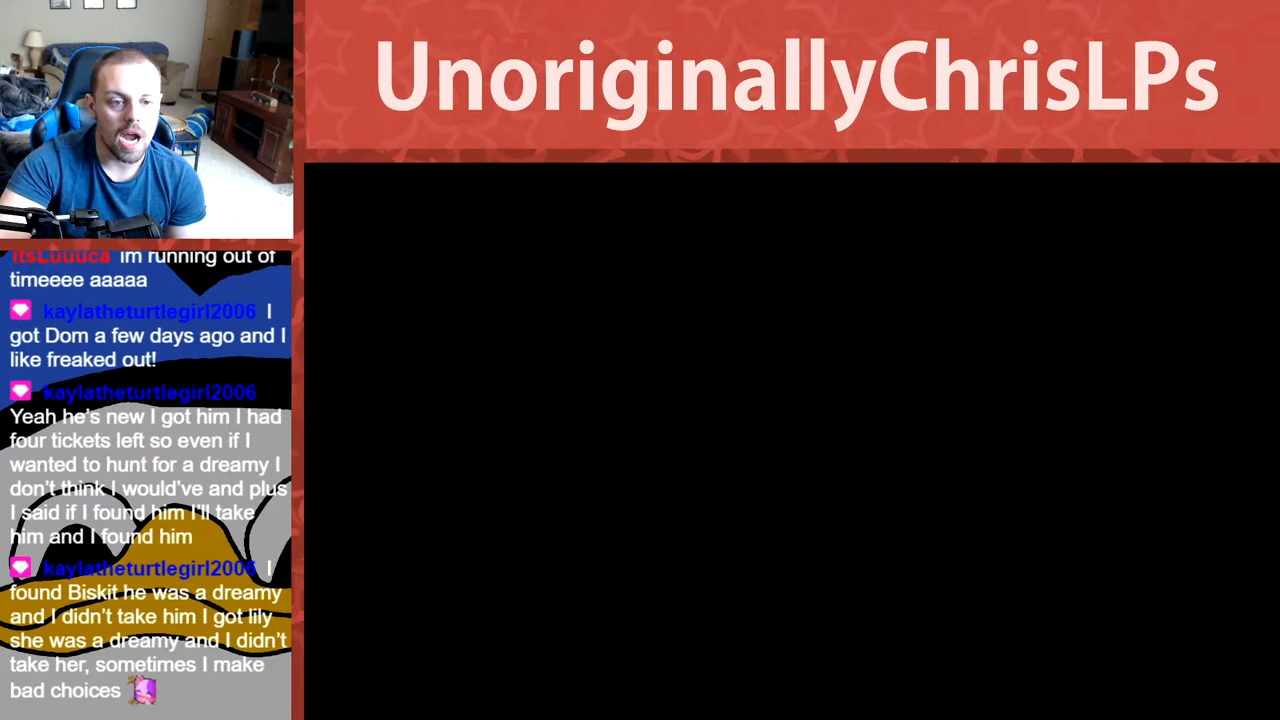 UnoriginallyChrisLPs
itsLuuuca Im running out of
timeeee aaaaa
kaylatheturtlegirl2006 I
got Dom a few days ago and I
like freaked out!
kaylatheturtlegirl2006
Yeah he's new I got him I had
four tickets left so even if I
wanted to hunt for a dreamy I
don't think I would've and plus
I said if I found him I'll take
him and I found him
kaylatheturtlegirl2006 I
found Biskit he was a dreamy
and I didn't take him I got lily
she was a dreamy and I didn't
take her, sometimes I make
bad choices